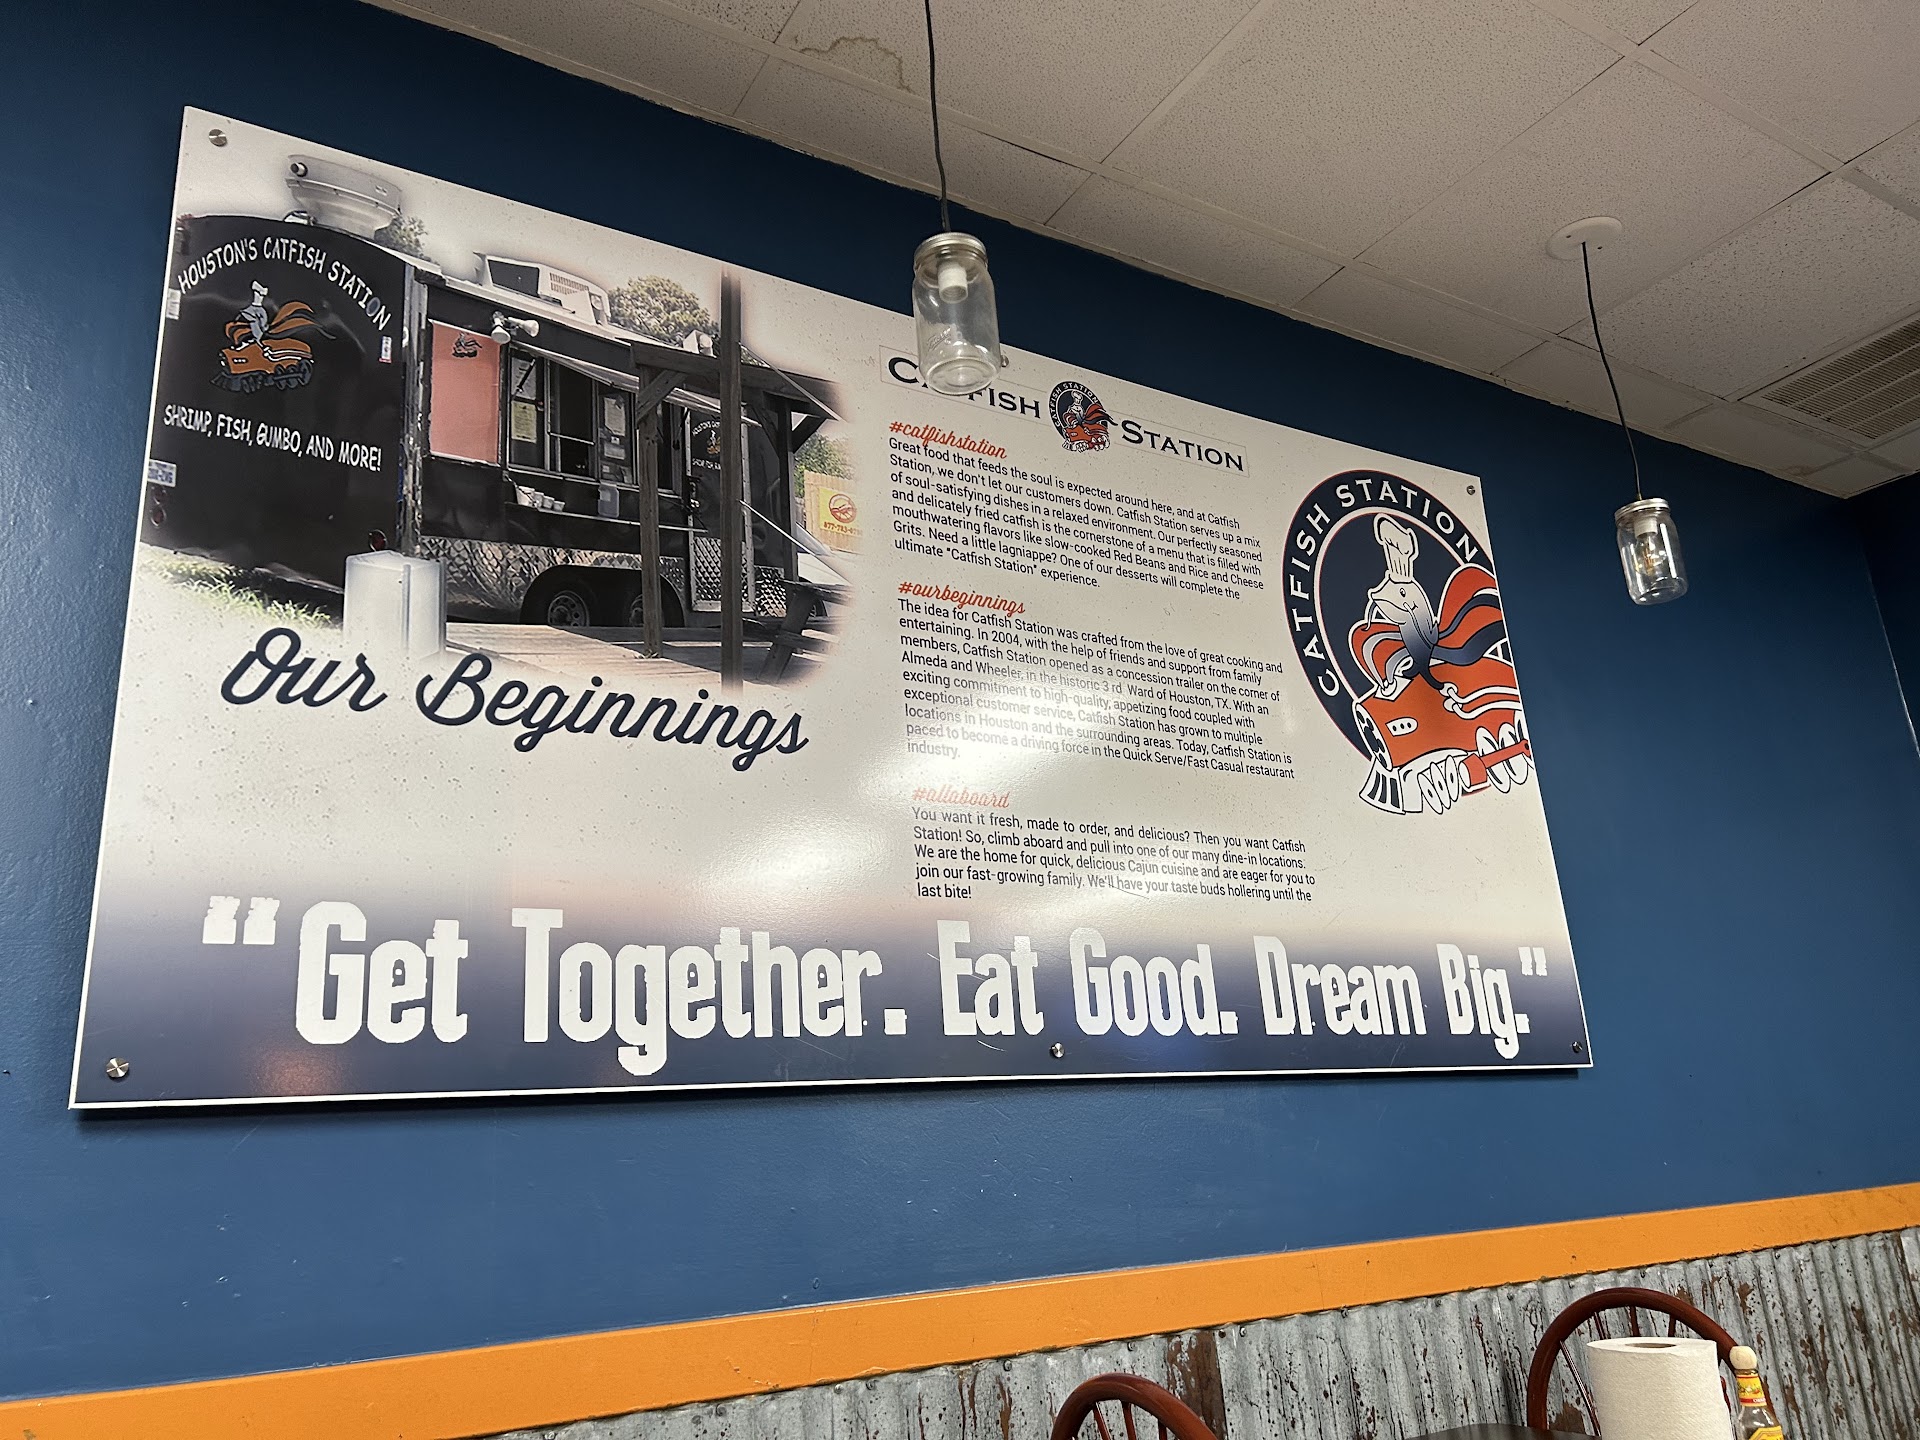 HOUSTON'S CATFISH STATION
SHRIMP, FISH, GUMBO, AND MORE!
877-783-
Our Beginnings
FISH
STATION
CATFISH STATION
#catfishstation
Great food that feeds the soul is expected around here, and at Catfish
Station, we don't let our customers down. Catfish Station serves up a mix
of soul-satisfying dishes in a relaxed environment. Our perfectly seasoned
and delicately fried catfish is the cornerstone of a menu that is filled with
mouthwatering flavors like slow-cooked Red Beans and Rice and Cheese
Grits. Need a little lagniappe? One of our desserts will complete the
ultimate "Catfish Station" experience.
#ourbeginnings
The idea for Catfish Station was crafted from the love of great cooking and
entertaining. In 2004, with the help of friends and support from family
members, Catfish Station opened as a concession trailer on the corner of
Almeda and Wheeler, in the historic 3 rd Ward of Houston, TX. With an
exciting commitment to high-quality, appetizing food coupled with
exceptional customer service, Catfish Station has grown to multiple
locations in Houston and the surrounding areas. Today, Catfish Station is
paced to become a driving force in the Quick Serve/Fast Casual restaurant
industry.
#allaboard
You want it fresh, made to order, and delicious? Then you want Catfish
Station! So, climb aboard and pull into one of our many dine-in locations.
We are the home for quick, delicious Cajun cuisine and are eager for you to
join our fast-growing family. We'll have your taste buds hollering until the
last bite!
CATFISH STATION
"Get Together. Eat Good. Dream Big."